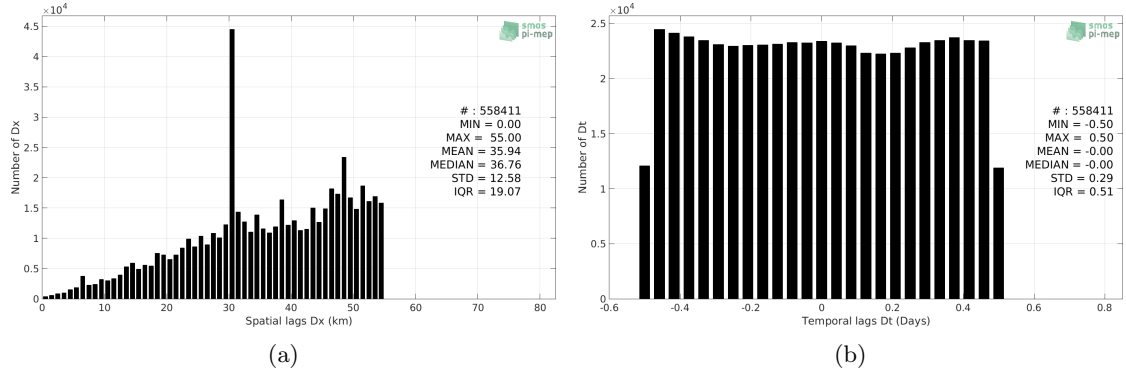 ×10⁴
4.5
4
3.5
3
2.5
2
1.5
1
0.5
0
Number of Dx
0 10 20 30 40 50 60 70 80
Spatial lags Dx (km)
smos
pi-mep
# : 558411
MIN = 0.00
MAX = 55.00
MEAN = 35.94
MEDIAN = 36.76
STD = 12.58
IQR = 19.07
(a)
×10⁴
2.5
2
1.5
1
0.5
0
Number of Dt
-0.6 -0.4 -0.2 0 0.2 0.4 0.6 0.8
Temporal lags Dt (Days)
smos
pi-mep
# : 558411
MIN = -0.50
MAX = 0.50
MEAN = -0.00
MEDIAN = -0.00
STD = 0.29
IQR = 0.51
(b)